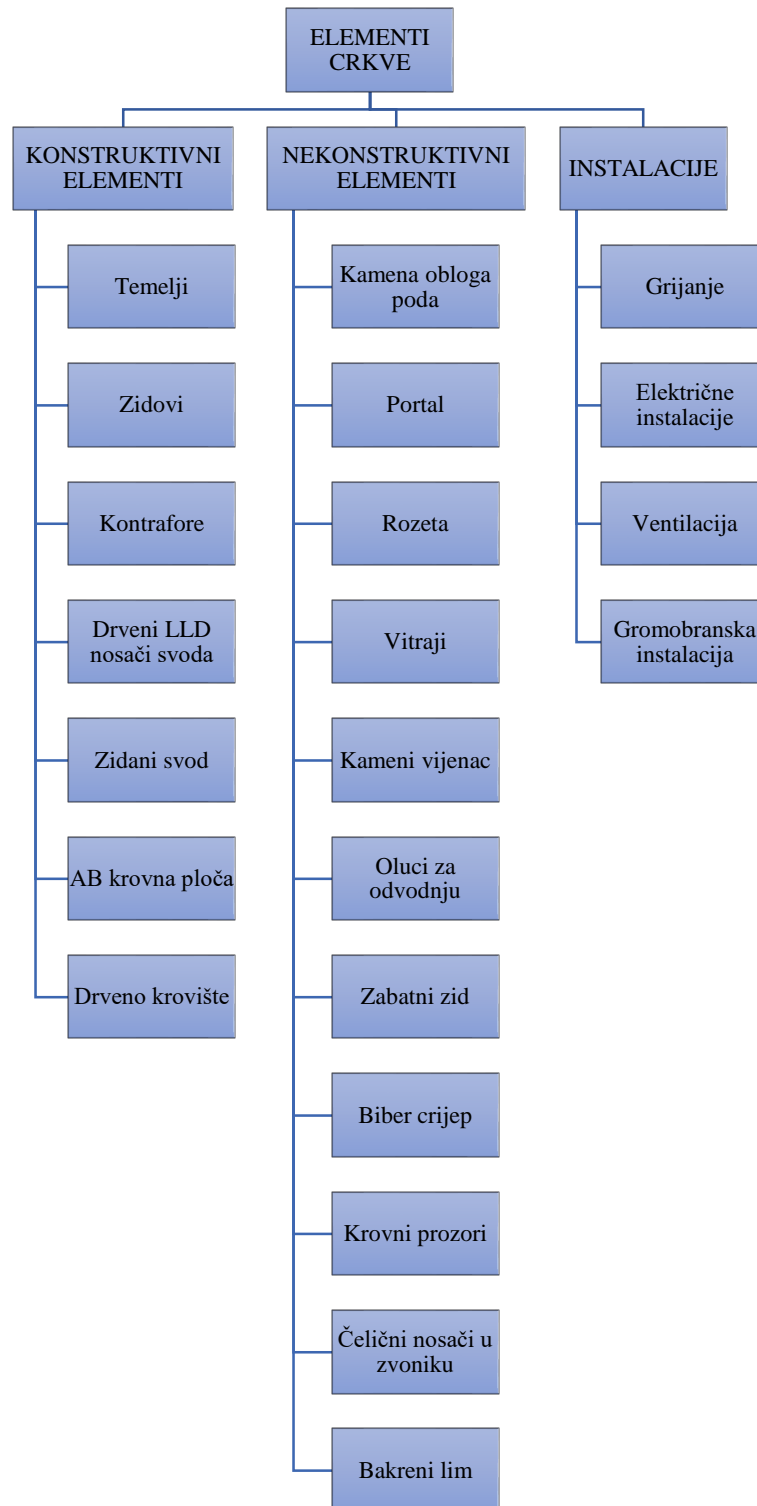 ELEMENTI
CRKVE
KONSTRUKTIVNI
ELEMENTI
Temelji
Zidovi
Kontrafore
Drveni LLD
nosači svoda
Zidani svod
AB krovna ploča
Drveno krovište
NEKONSTRUKTIVNI
ELEMENTI
Kamena obloga
poda
Portal
Rozeta
Vitraji
Kameni vijenac
Oluci za
odvodnju
Zabatni zid
Biber crijep
Krovni prozori
Čelični nosači u
zvoniku
Bakreni lim
INSTALACIJE
Grijanje
Električne
instalacije
Ventilacija
Gromobranska
instalacija